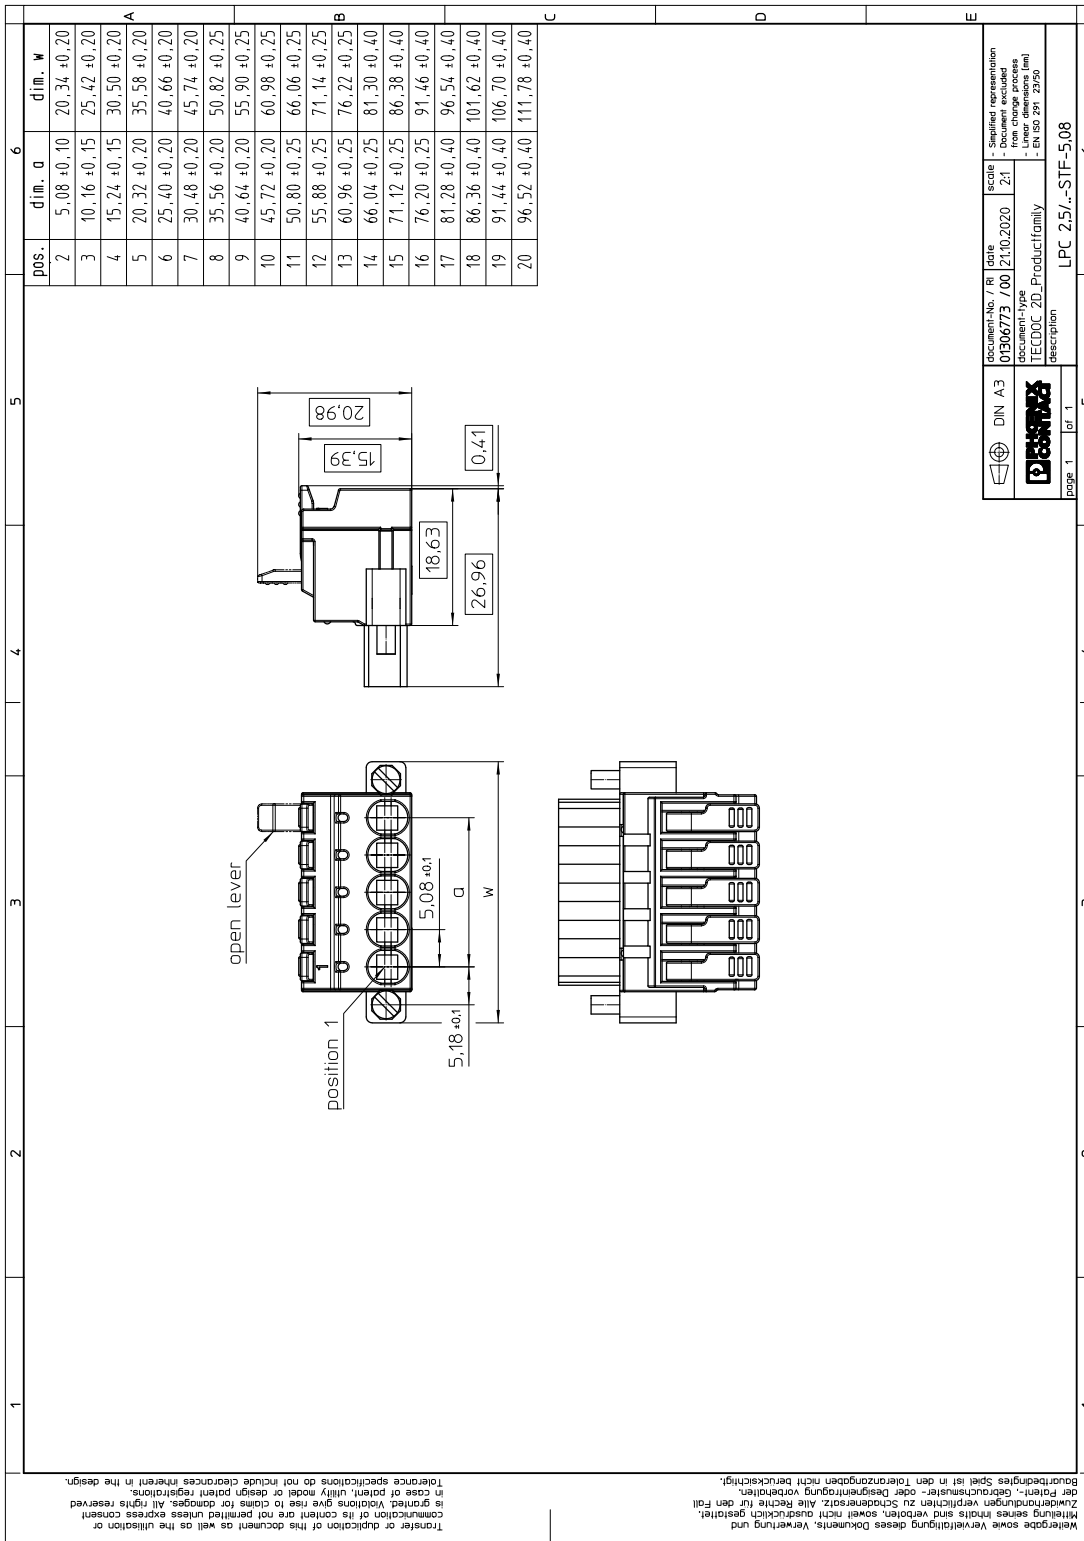 1
2
3
4
5
6
A
B
C
D
E
pos. dim. a dim. w
2 5,08 ±0,10 20,34 ±0,20
3 10,16 ±0,15 25,42 ±0,20
4 15,24 ±0,15 30,50 ±0,20
5 20,32 ±0,20 35,58 ±0,20
6 25,40 ±0,20 40,66 ±0,20
7 30,48 ±0,20 45,74 ±0,20
8 35,56 ±0,20 50,82 ±0,25
9 40,64 ±0,20 55,90 ±0,25
10 45,72 ±0,20 60,98 ±0,25
11 50,80 ±0,25 66,06 ±0,25
12 55,88 ±0,25 71,14 ±0,25
13 60,96 ±0,25 76,22 ±0,25
14 66,04 ±0,25 81,30 ±0,40
15 71,12 ±0,25 86,38 ±0,40
16 76,20 ±0,25 91,46 ±0,40
17 81,28 ±0,40 96,54 ±0,40
18 86,36 ±0,40 101,62 ±0,40
19 91,44 ±0,40 106,70 ±0,40
20 96,52 ±0,40 111,78 ±0,40
open lever
1
position 1
5,08 ±0,1
a
w
5,18 ±0,1
20,98
15,39
0,41
18,63
26,96
DIN A3
PHOENIX
CONTACT
page 1 of 1
document-No. / RI
01306773 / 00
date
21.10.2020
scale
2:1
- Simplified representation
- Document excluded
from change process
- Linear dimensions [mm]
- EN ISO 291 23/50
document-type
TECDOC 2D_Productfamily
description
LPC 2,5/..-STF-5,08
Transfer or duplication of this document as well as the utilisation or
communication of its content are not permitted unless express consent
is granted. Violations give rise to claims for damages. All rights reserved
in case of patent, utility model or design patent registrations.
Tolerance specifications do not include clearances inherent in the design.
Weitergabe sowie Vervielfältigung dieses Dokuments, Verwertung und
Mitteilung seines Inhalts sind verboten, soweit nicht ausdrücklich gestattet.
Zuwiderhandlungen verpflichten zu Schadenersatz. Alle Rechte für den Fall
der Patent-, Gebrauchsmuster- oder Designeintragung vorbehalten.
Bauartbedingtes Spiel ist in den Toleranzangaben nicht berücksichtigt.